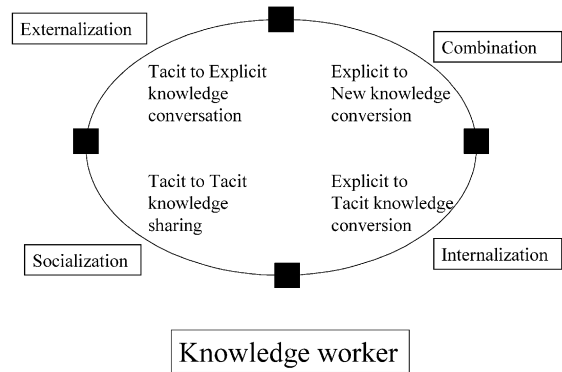 Externalization
Combination
Tacit to Explicit
knowledge
conversation
Explicit to
New knowledge
conversion
Tacit to Tacit
knowledge
sharing
Explicit to
Tacit knowledge
conversion
Socialization
Internalization
Knowledge worker